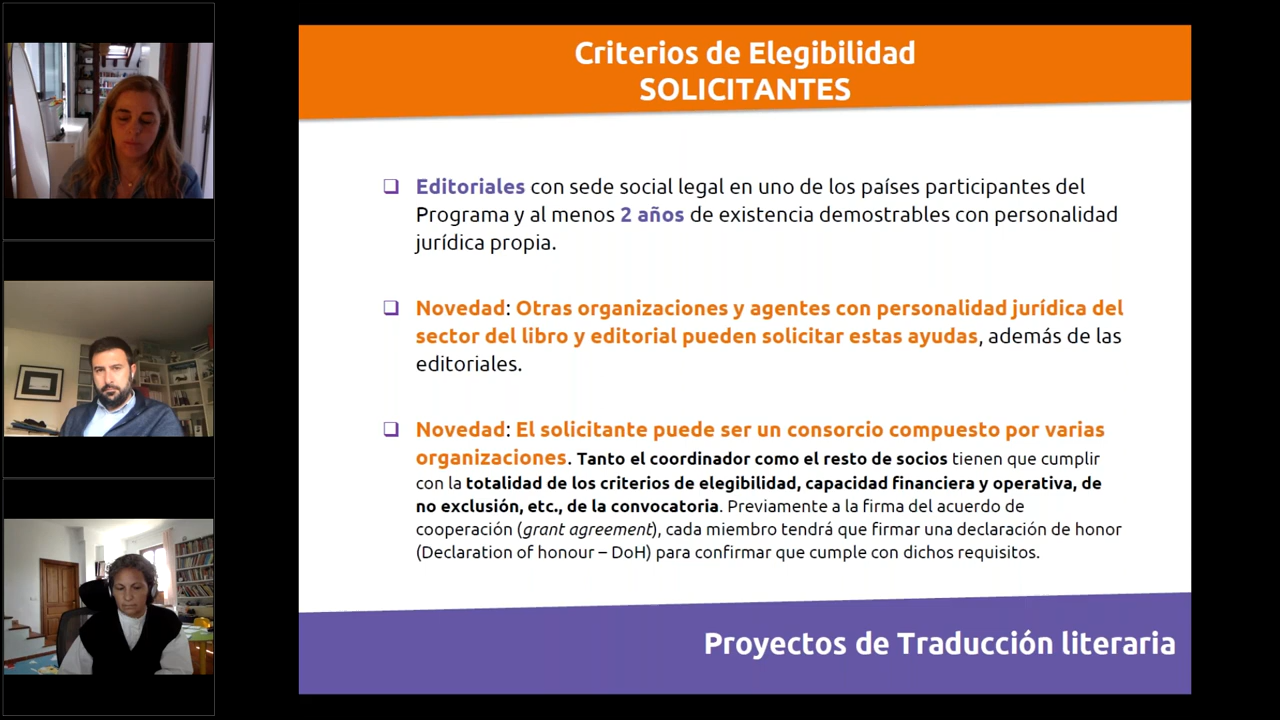 Criterios de Elegibilidad
SOLICITANTES
❑ Editoriales con sede social legal en uno de los países participantes del
Programa y al menos 2 años de existencia demostrables con personalidad
jurídica propia.
❑ Novedad: Otras organizaciones y agentes con personalidad jurídica del
sector del libro y editorial pueden solicitar estas ayudas, además de las
editoriales.
❑ Novedad: El solicitante puede ser un consorcio compuesto por varias
organizaciones. Tanto el coordinador como el resto de socios tienen que cumplir
con la totalidad de los criterios de elegibilidad, capacidad financiera y operativa, de
no exclusión, etc., de la convocatoria. Previamente a la firma del acuerdo de
cooperación (grant agreement), cada miembro tendrá que firmar una declaración de honor
(Declaration of honour – DoH) para confirmar que cumple con dichos requisitos.
Proyectos de Traducción literaria